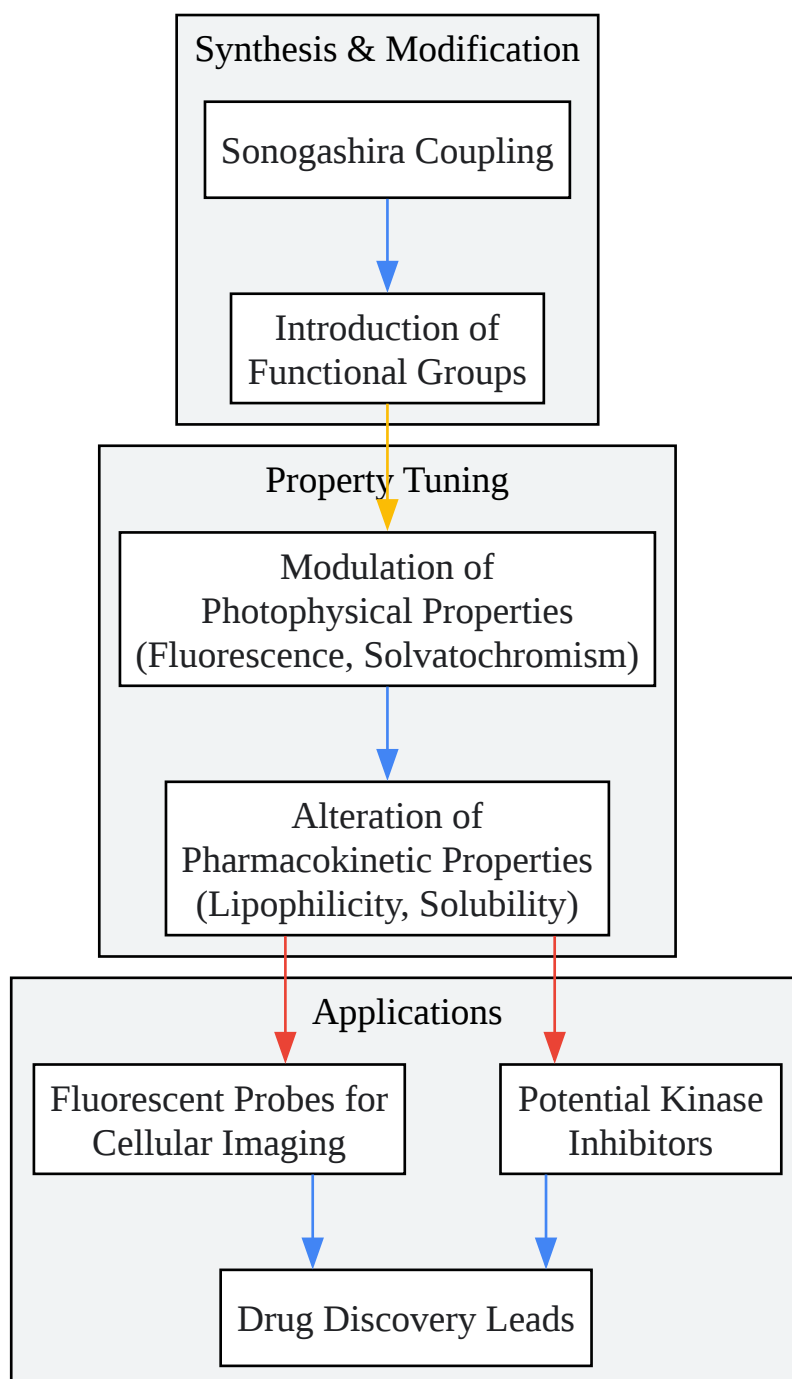 Synthesis & Modification
Sonogashira Coupling
Introduction of
Functional Groups
Property Tuning
Modulation of
Photophysical Properties
(Fluorescence, Solvatochromism)
Alteration of
Pharmacokinetic Properties
(Lipophilicity, Solubility)
Applications
Fluorescent Probes for
Cellular Imaging
Potential Kinase
Inhibitors
Drug Discovery Leads